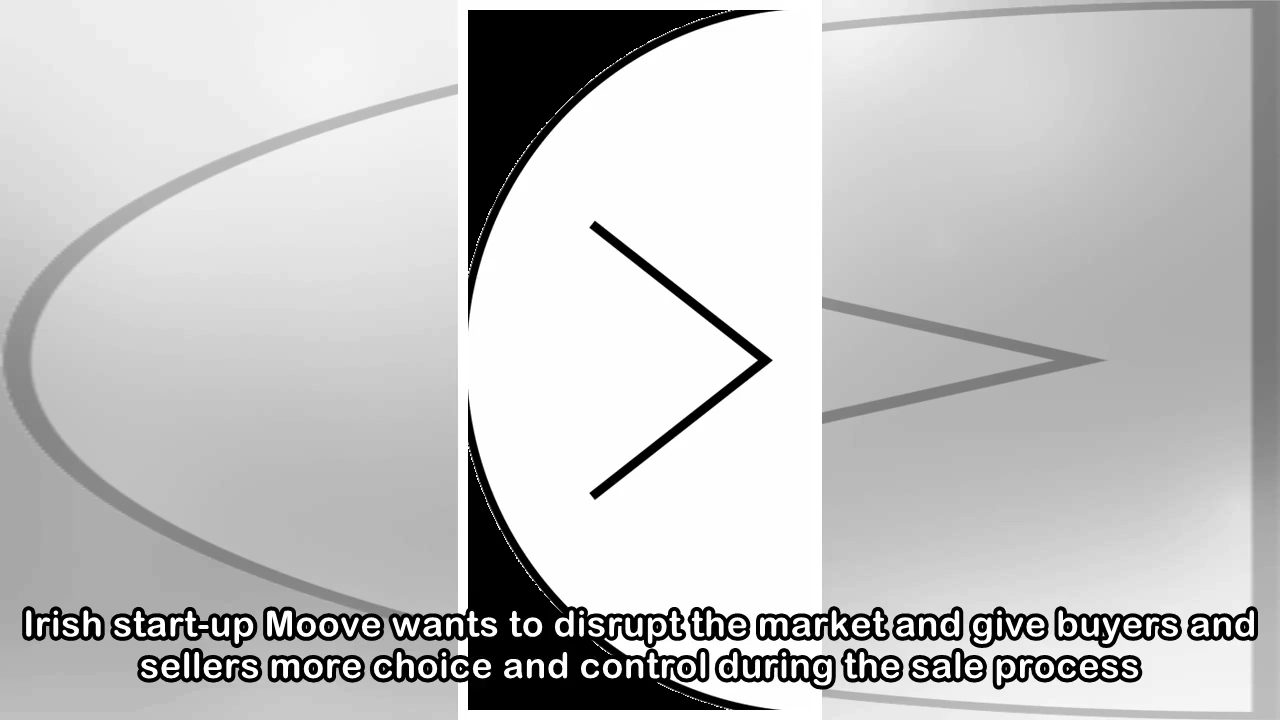 Irish start-up Moove wants to disrupt the market and give buyers and
sellers more choice and control during the sale process